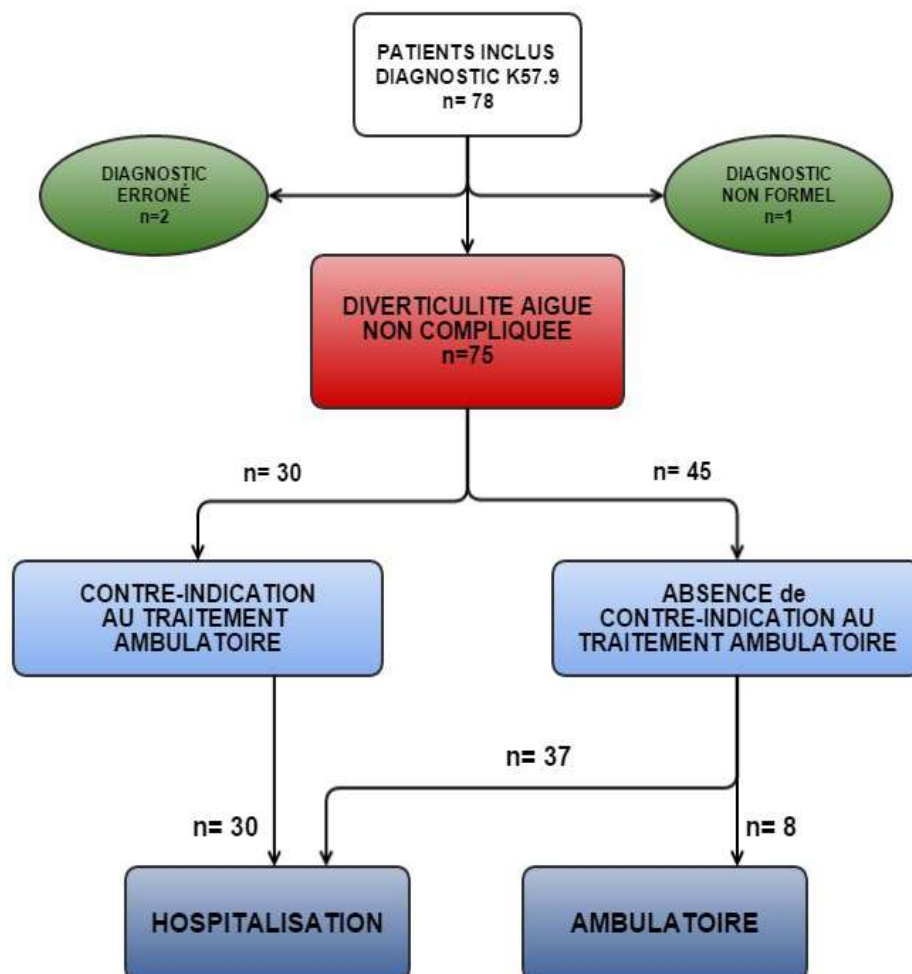 PATIENTS INCLUS
DIAGNOSTIC K57.9
n= 78
DIAGNOSTIC
ERRONÉ
n=2
DIAGNOSTIC
NON FORMEL
n=1
DIVERTICULITE AIGUE
NON COMPLIQUEE
n=75
n= 30
n= 45
CONTRE-INDICATION
AU TRAITEMENT
AMBULATOIRE
ABSENCE de
CONTRE-INDICATION AU
TRAITEMENT AMBULATOIRE
n= 37
n= 30
n= 8
HOSPITALISATION
AMBULATOIRE